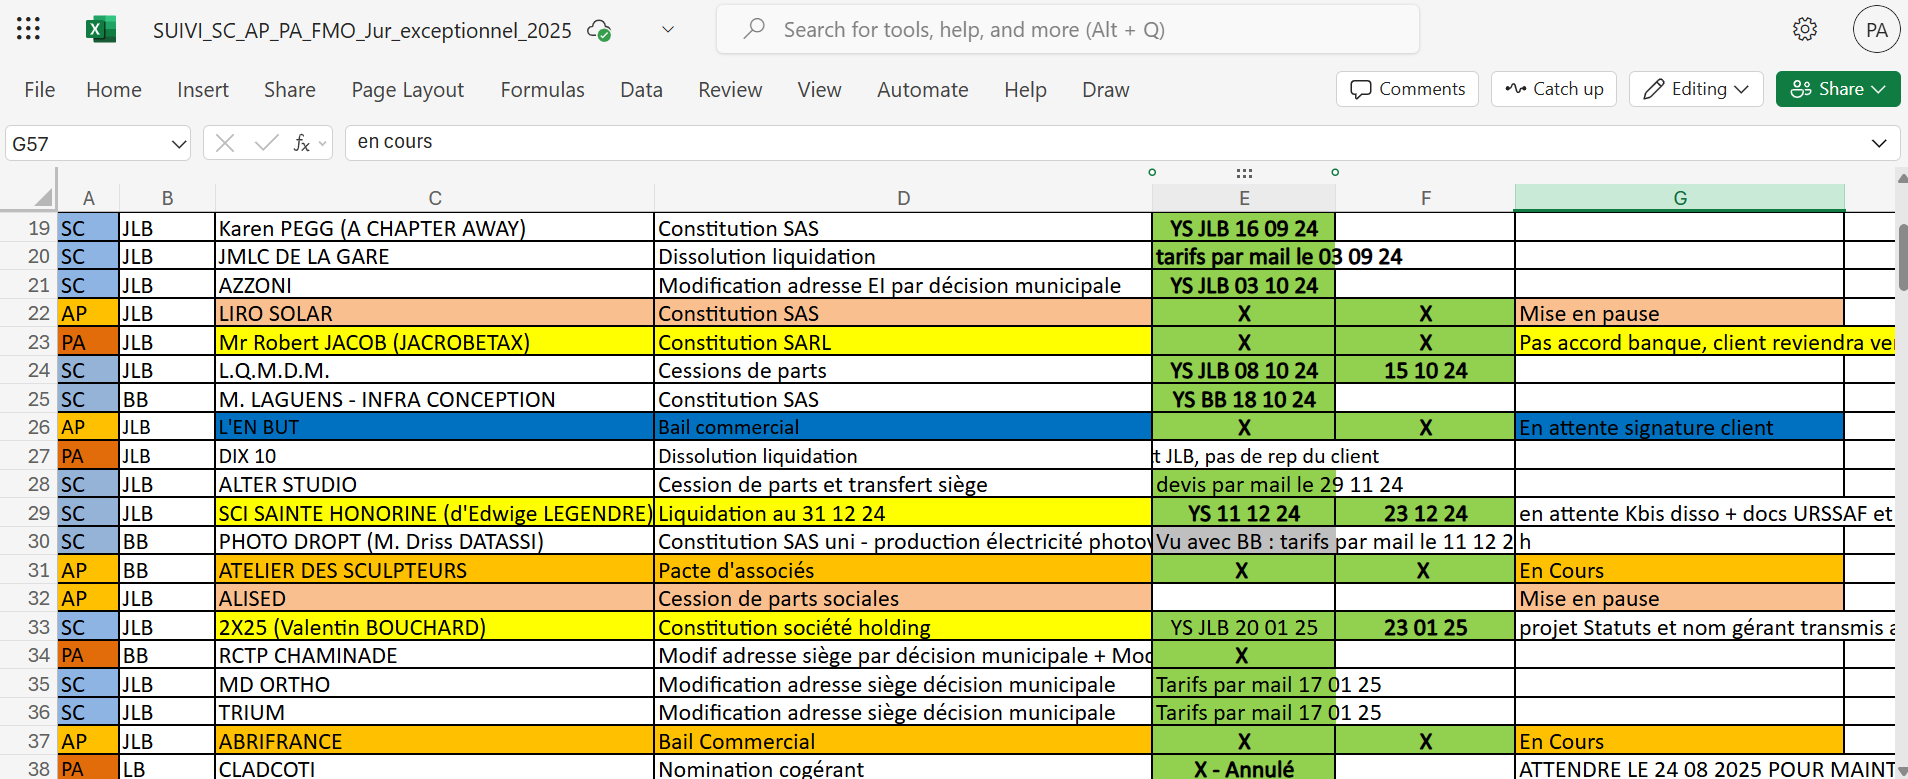 SUIVI_SC_AP_PA_FMO_Jur_exceptionnel_2025
Search for tools, help, and more (Alt + Q)
PA
File Home Insert Share Page Layout Formulas Data Review View Automate Help Draw Comments Catch up Editing Share
G57 fx en cours
A B C D E F G
19 SC JLB Karen PEGG (A CHAPTER AWAY) Constitution SAS YS JLB 16 09 24
20 SC JLB JMLC DE LA GARE Dissolution liquidation tarifs par mail le 03 09 24
21 SC JLB AZZONI Modification adresse EI par décision municipale YS JLB 03 10 24
22 AP JLB LIRO SOLAR Constitution SAS X X Mise en pause
23 PA JLB Mr Robert JACOB (JACROBETAX) Constitution SARL X X Pas accord banque, client reviendra ve
24 SC JLB L.Q.M.D.M. Cessions de parts YS JLB 08 10 24 15 10 24
25 SC BB M. LAGUENS - INFRA CONCEPTION Constitution SAS YS BB 18 10 24
26 AP JLB L'EN BUT Bail commercial X X En attente signature client
27 PA JLB DIX 10 Dissolution liquidation t JLB, pas de rep du client
28 SC JLB ALTER STUDIO Cession de parts et transfert siège devis par mail le 29 11 24
29 SC JLB SCI SAINTE HONORINE (d'Edwige LEGENDRE) Liquidation au 31 12 24 YS 11 12 24 23 12 24 en attente Kbis disso + docs URSSAF et
30 SC BB PHOTO DROPT (M. Driss DATASSI) Constitution SAS uni - production électricité photov Vu avec BB : tarifs par mail le 11 12 2 h
31 AP BB ATELIER DES SCULPTEURS Pacte d'associés X X En Cours
32 AP JLB ALISED Cession de parts sociales Mise en pause
33 SC JLB 2X25 (Valentin BOUCHARD) Constitution société holding YS JLB 20 01 25 23 01 25 projet Statuts et nom gérant transmis a
34 PA BB RCTP CHAMINADE Modif adresse siège par décision municipale + Mod X
35 SC JLB MD ORTHO Modification adresse siège décision municipale Tarifs par mail 17 01 25
36 SC JLB TRIUM Modification adresse siège décision municipale Tarifs par mail 17 01 25
37 AP JLB ABRIFRANCE Bail Commercial X X En Cours
38 PA LB CLADCOTI Nomination cogérant X - Annulé ATTENDRE LE 24 08 2025 POUR MAINT